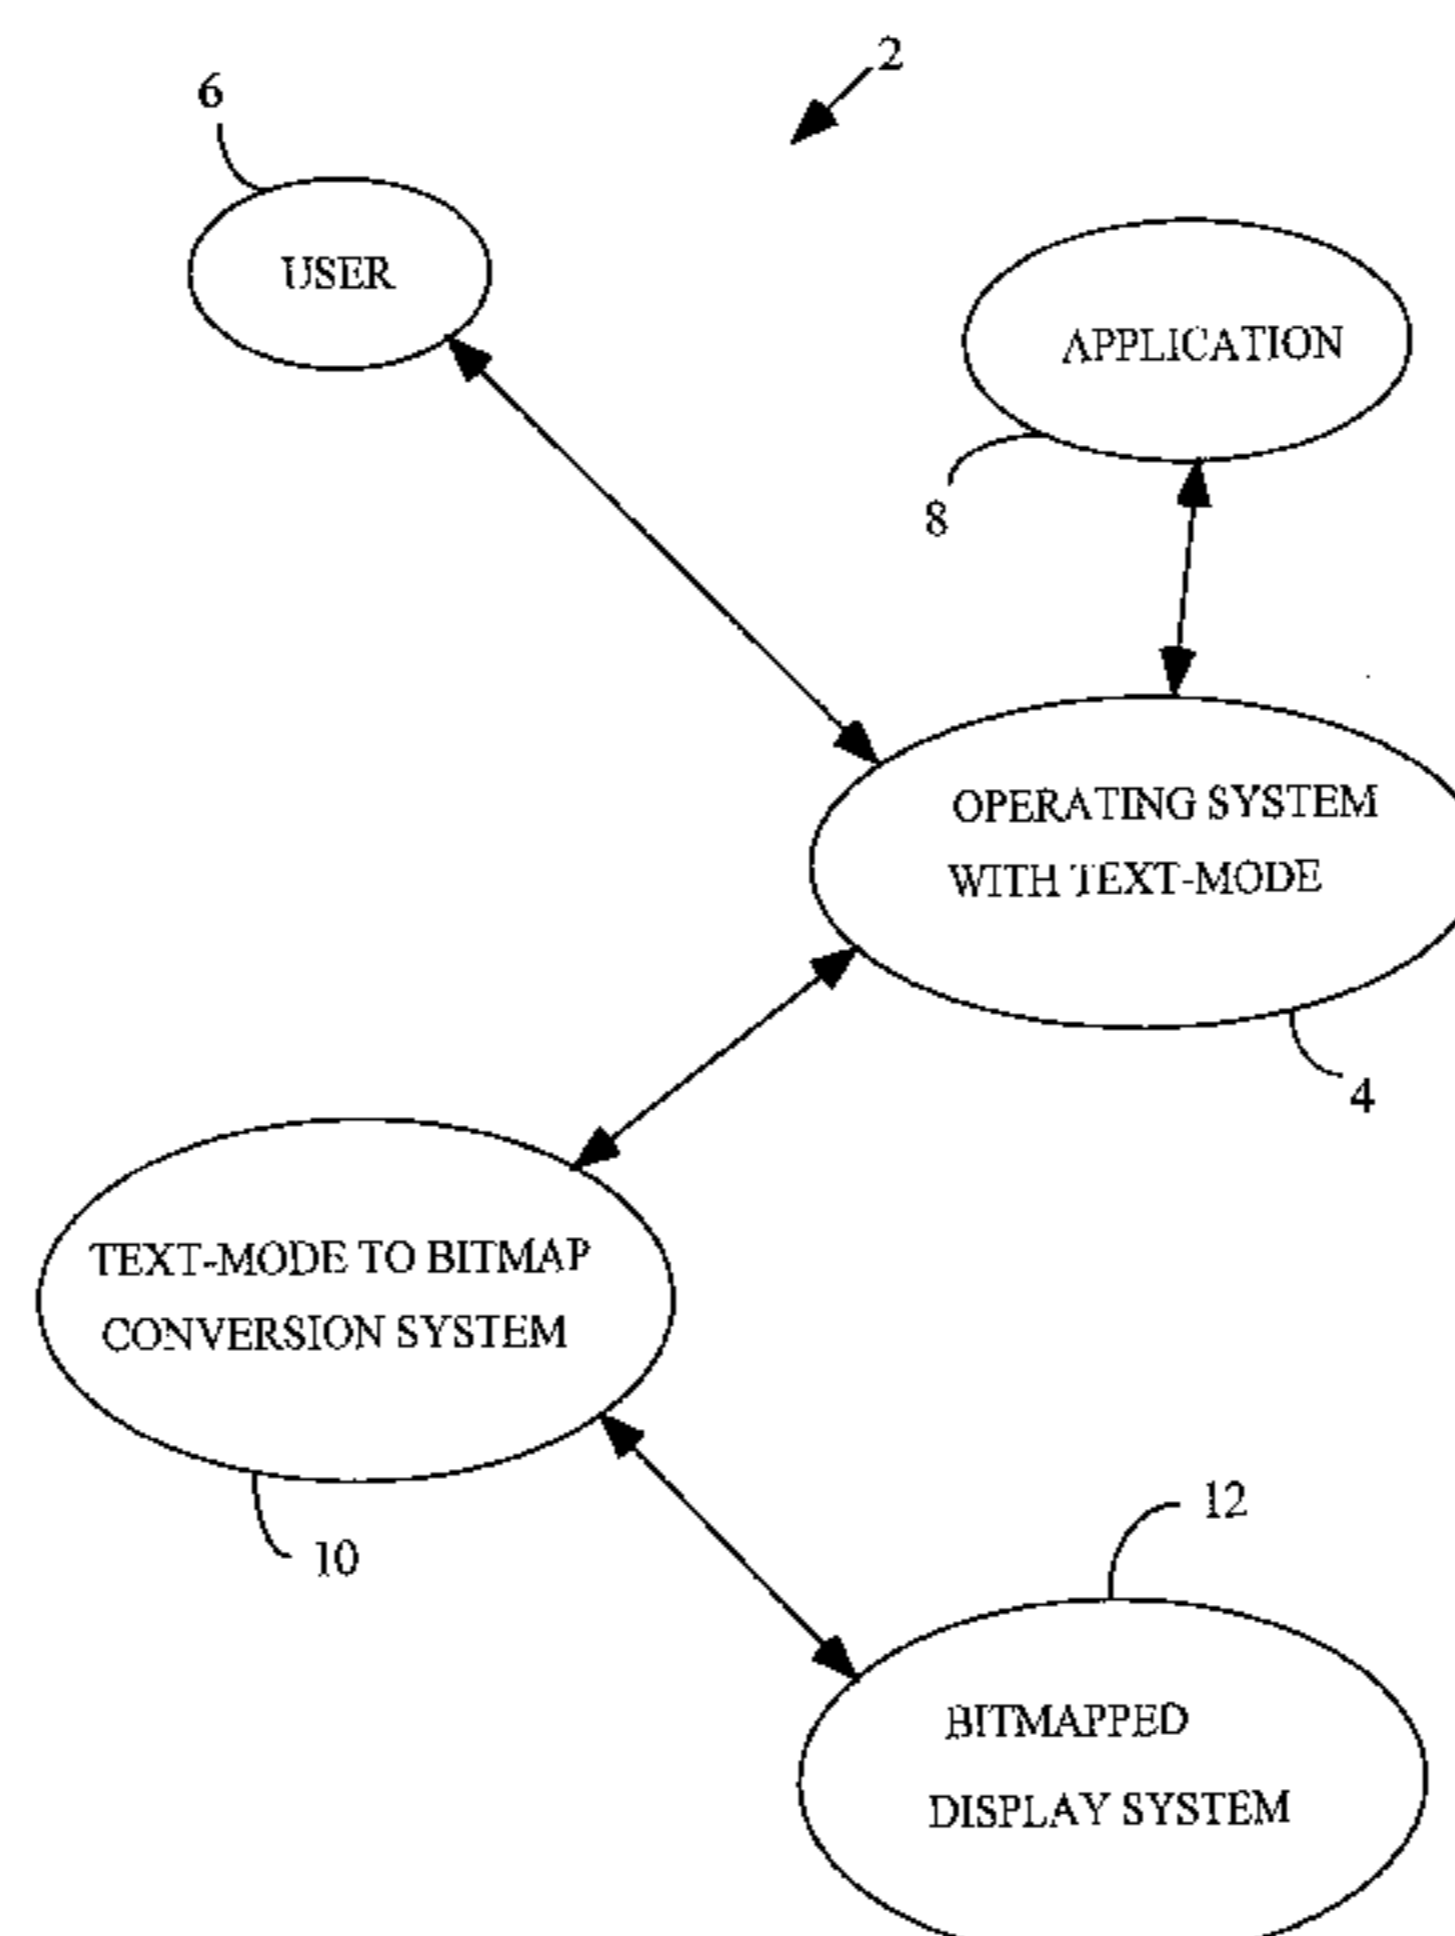 2
6
USER
APPLICATION
8
OPERATING SYSTEM
WITH TEXT-MODE
4
TEXT-MODE TO BITMAP
CONVERSION SYSTEM
10
12
BITMAPPED
DISPLAY SYSTEM